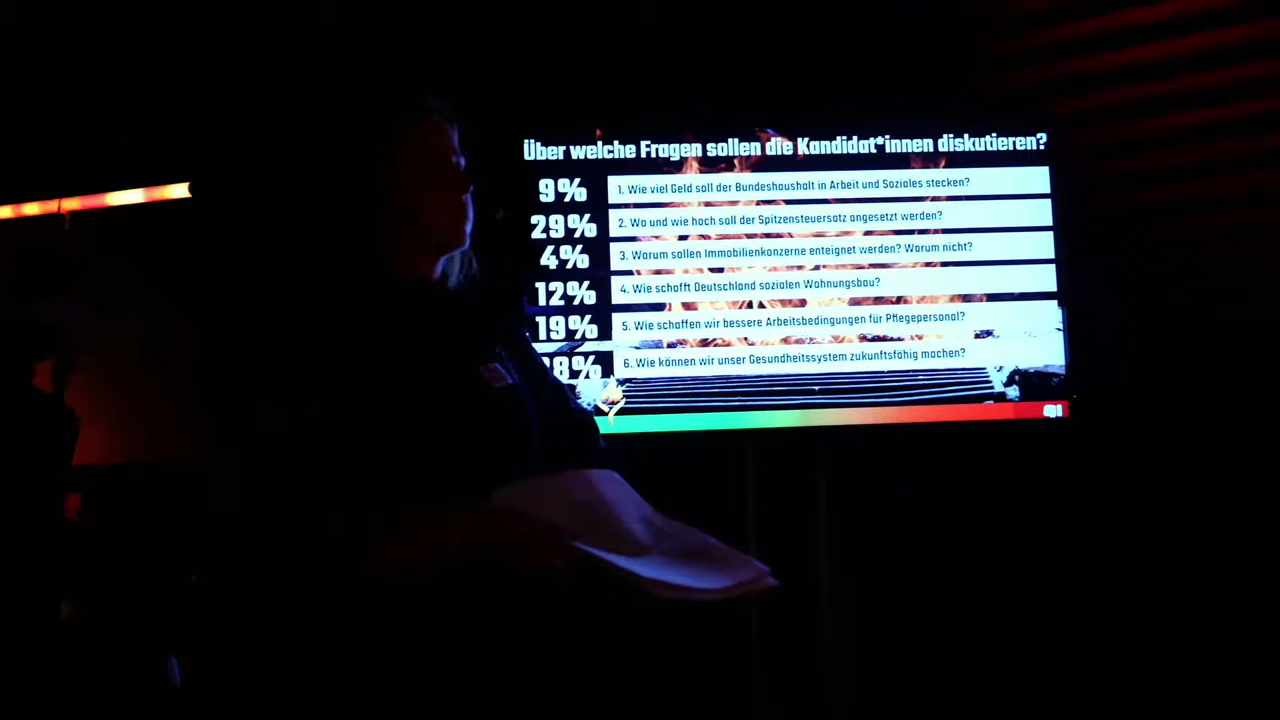 Über welche Fragen sollen die Kandidat*innen diskutieren?
9% 1. Wie viel Geld soll der Bundeshaushalt in Arbeit und Soziales stecken?
29% 2. Wo und wie hoch soll der Spitzensteuersatz angesetzt werden?
4% 3. Warum sollen Immobilienkonzerne enteignet werden? Warum nicht?
12% 4. Wie schafft Deutschland sozialen Wohnungsbau?
19% 5. Wie schaffen wir bessere Arbeitsbedingungen für Pflegepersonal?
8% 6. Wie können wir unser Gesundheitssystem zukunftsfähig machen?